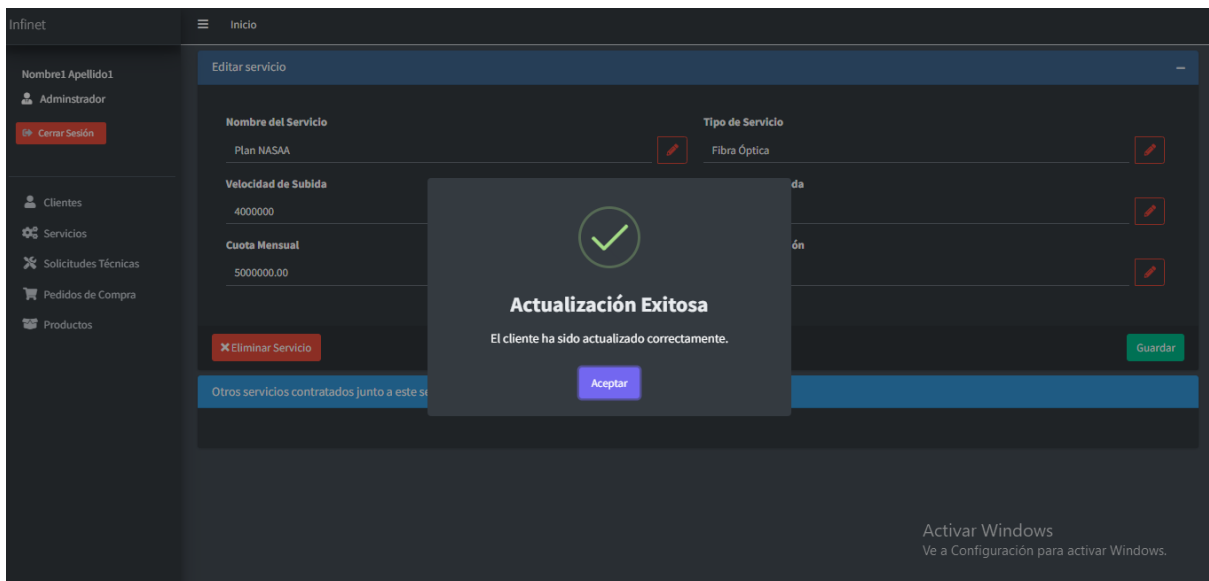 Infinet
Inicio
Nombre1 Apellido1
Adminstrador
Cerrar Sesión
Clientes
Servicios
Solicitudes Técnicas
Pedidos de Compra
Productos
Editar servicio
Nombre del Servicio
Tipo de Servicio
Plan NASAA
Fibra Óptica
Velocidad de Subida
da
4000000
Cuota Mensual
ón
5000000.00
Actualización Exitosa
El cliente ha sido actualizado correctamente.
Aceptar
Eliminar Servicio
Guardar
Otros servicios contratados junto a este se
Activar Windows
Ve a Configuración para activar Windows.